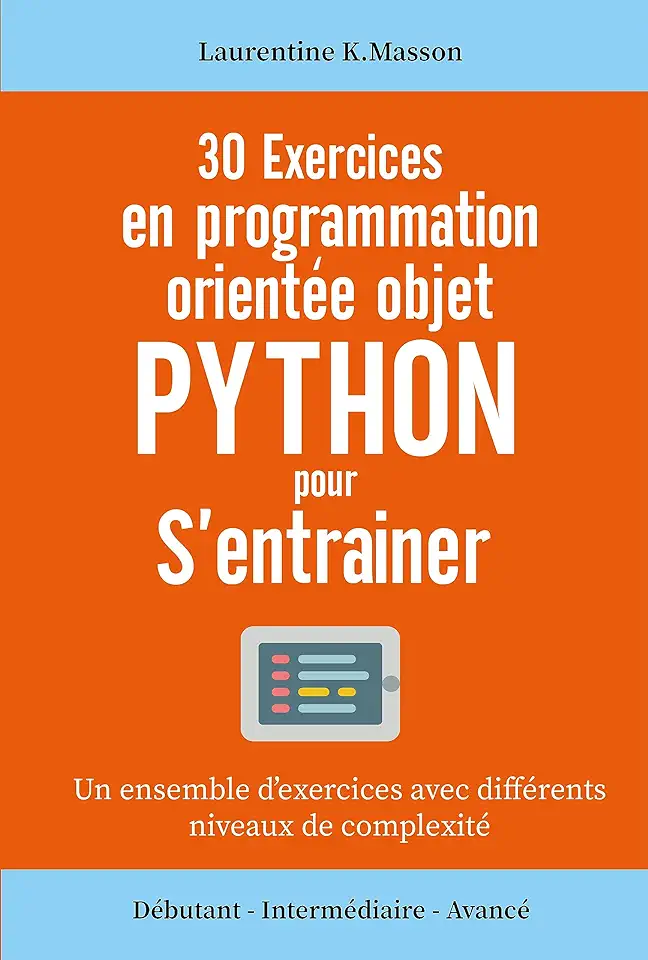 Laurentine K.Masson
30 Exercices
en programmation
orientée objet
PYTHON
pour
S'entrainer
Un ensemble d'exercices avec différents
niveaux de complexité
Débutant - Intermédiaire - Avancé